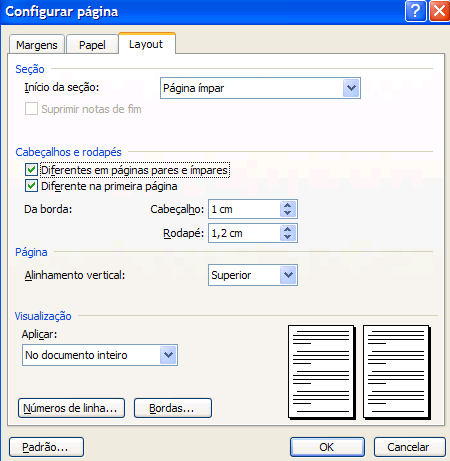 Configurar página
Margens Papel Layout
Seção
Início da seção: Página ímpar
Suprimir notas de fim
Cabeçalhos e rodapés
Diferentes em páginas pares e ímpares
Diferente na primeira página
Da borda: Cabeçalho: 1 cm
Rodapé: 1,2 cm
Página
Alinhamento vertical: Superior
Visualização
Aplicar:
No documento inteiro
Números de linha... Bordas...
Padrão... OK Cancelar